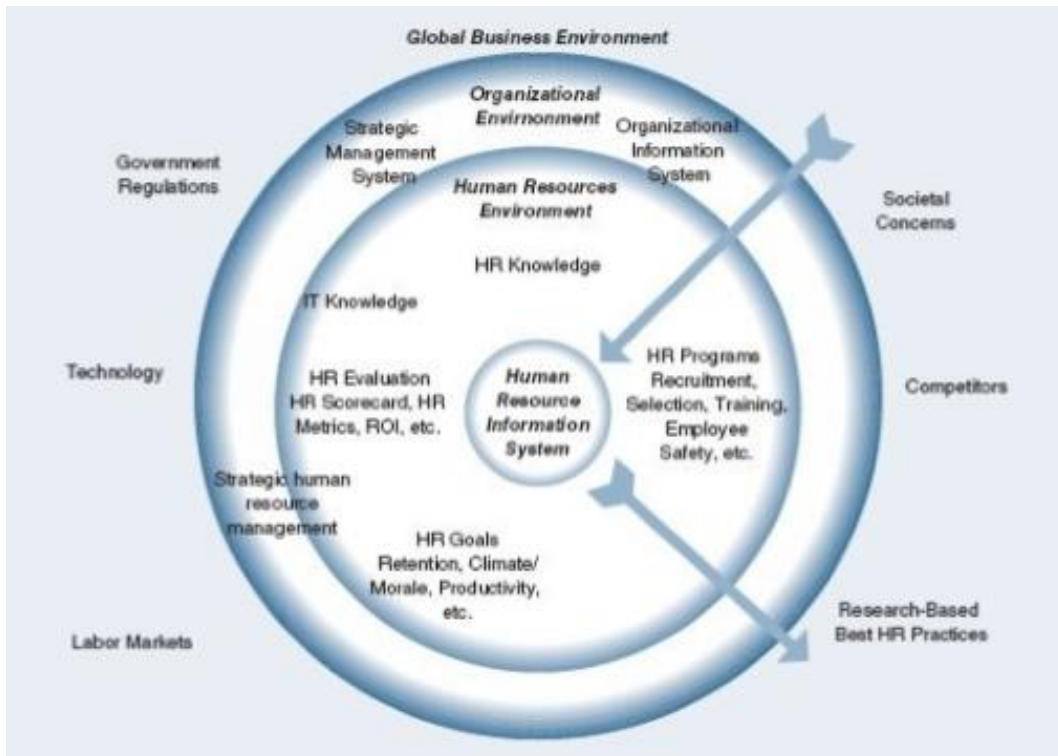 Global Business Environment
Organizational
Envirnonment
Strategic
Management
System
Organizational
Information
System
Government
Regulations
Human Resources
Environment
Societal
Concerns
HR Knowledge
IT Knowledge
Technology
HR Evaluation
HR Scorecard, HR
Metrics, ROI, etc.
Human
Resource
Information
System
HR Programs
Recruitment,
Selection, Training,
Employee
Safety, etc.
Competitors
Strategic human
resource
management
HR Goals
Retention, Climate/
Morale, Productivity,
etc.
Labor Markets
Research-Based
Best HR Practices